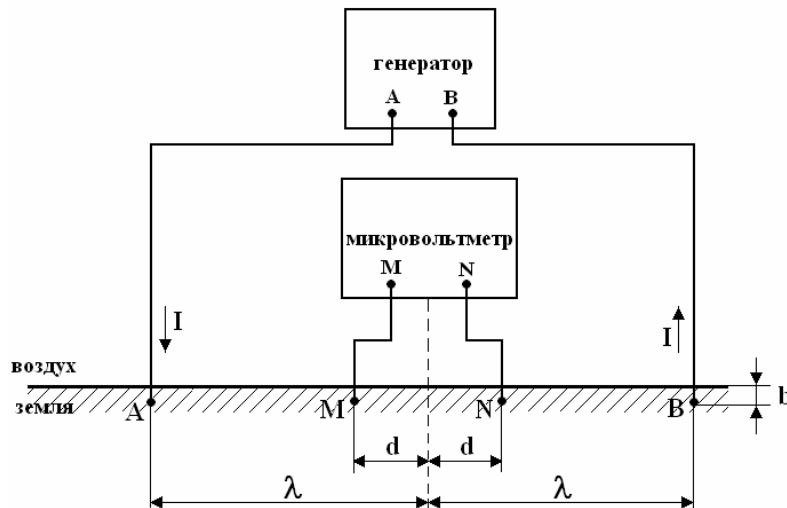 генератор
A B
микровольтметр
M N
I I
воздух
земля
A M N B b
d d
λ λ